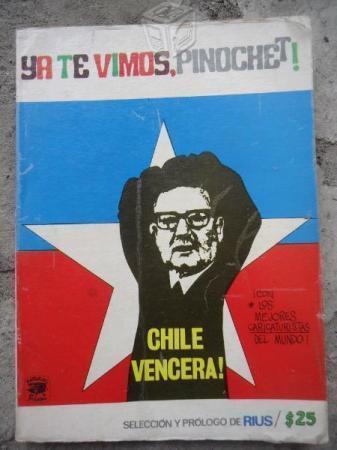 YA TE VIMOS, PINOCHET!
¡CON
* LOS
MEJORES
CARICATURISTAS
DEL MUNDO!
CHILE
VENCERA!
SELECCIÓN Y PRÓLOGO DE RIUS / $25